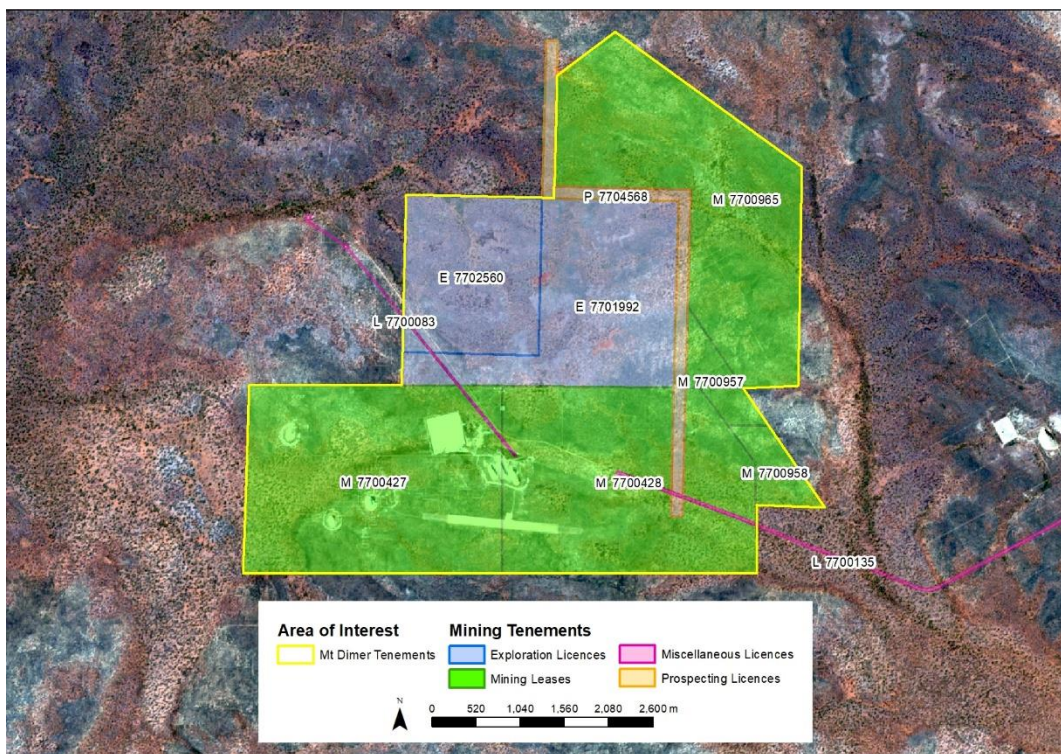 P 7704568
M 7700965
E 7702560
E 7701992
L 7700083
M 7700957
M 7700958
M 7700427
M 7700428
L 7700135
Area of Interest
Mt Dimer Tenements
Mining Tenements
Exploration Licences
Mining Leases
Miscellaneous Licences
Prospecting Licences
N
0 520 1,040 1,560 2,080 2,600 m